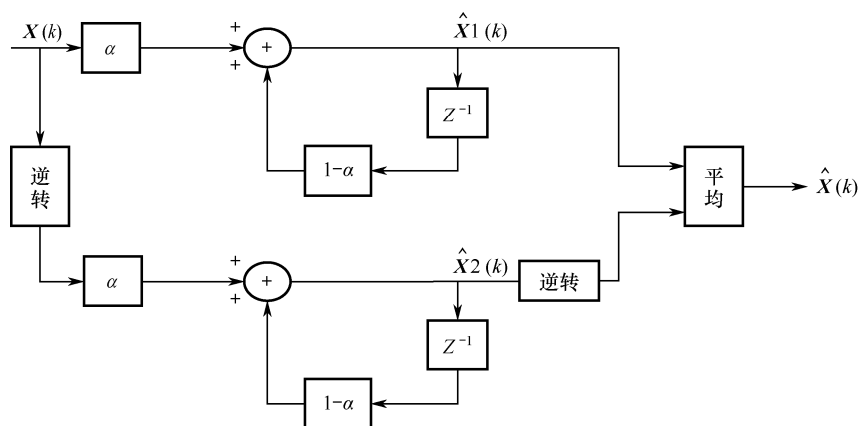 X(k)
α
+
+
+
X̂1(k)
Z⁻¹
1−α
逆转
平均
X̂(k)
α
+
+
+
X̂2(k)
逆转
Z⁻¹
1−α